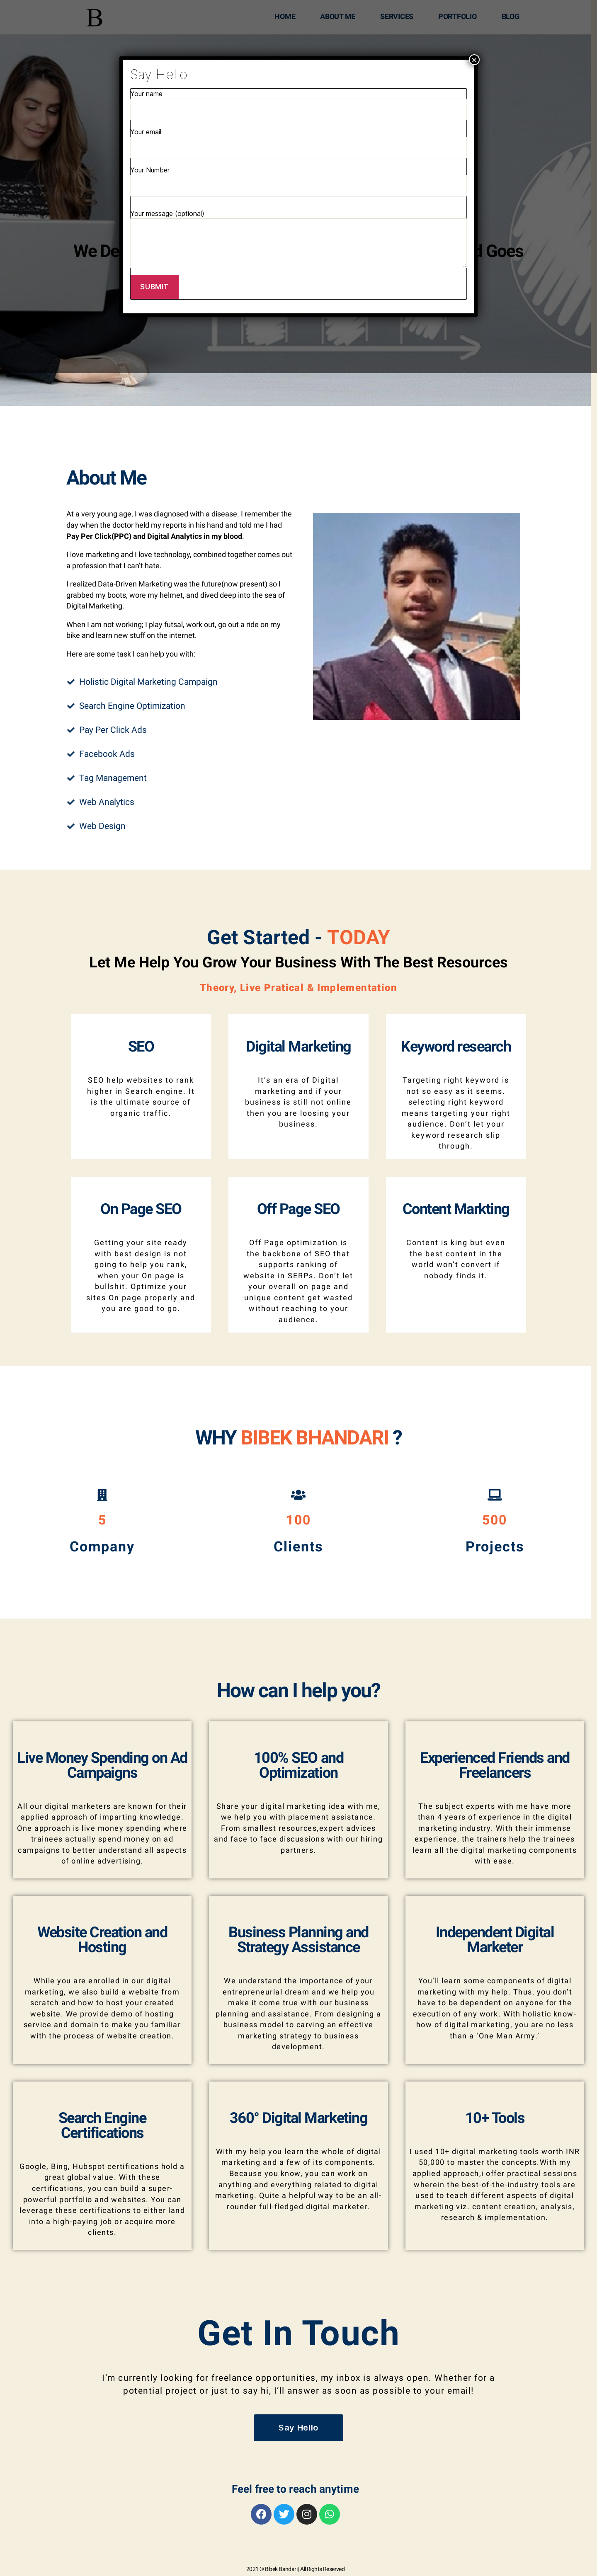 B
HOME ABOUT ME SERVICES PORTFOLIO BLOG
×
Say Hello
Your name
Your email
Your Number
Your message (optional)
SUBMIT
We De
d Goes
About Me
At a very young age, I was diagnosed with a disease. I remember the
day when the doctor held my reports in his hand and told me I had
Pay Per Click(PPC) and Digital Analytics in my blood.
I love marketing and I love technology, combined together comes out
a profession that I can't hate.
I realized Data-Driven Marketing was the future(now present) so I
grabbed my boots, wore my helmet, and dived deep into the sea of
Digital Marketing.
When I am not working; I play futsal, work out, go out a ride on my
bike and learn new stuff on the internet.
Here are some task I can help you with:
Holistic Digital Marketing Campaign
Search Engine Optimization
Pay Per Click Ads
Facebook Ads
Tag Management
Web Analytics
Web Design
Get Started - TODAY
Let Me Help You Grow Your Business With The Best Resources
Theory, Live Pratical & Implementation
SEO
SEO help websites to rank
higher in Search engine. It
is the ultimate source of
organic traffic.
Digital Marketing
It's an era of Digital
marketing and if your
business is still not online
then you are loosing your
business.
Keyword research
Targeting right keyword is
not so easy as it seems.
selecting right keyword
means targeting your right
audience. Don't let your
keyword research slip
through.
On Page SEO
Getting your site ready
with best design is not
going to help you rank,
when your On page is
bullshit. Optimize your
sites On page properly and
you are good to go.
Off Page SEO
Off Page optimization is
the backbone of SEO that
supports ranking of
website in SERPs. Don't let
your overall on page and
unique content get wasted
without reaching to your
audience.
Content Markting
Content is king but even
the best content in the
world won't convert if
nobody finds it.
WHY BIBEK BHANDARI ?
5
Company
100
Clients
500
Projects
How can I help you?
Live Money Spending on Ad
Campaigns
All our digital marketers are known for their
applied approach of imparting knowledge.
One approach is live money spending where
trainees actually spend money on ad
campaigns to better understand all aspects
of online advertising.
100% SEO and
Optimization
Share your digital marketing idea with me,
we help you with placement assistance.
From smallest resources,expert advices
and face to face discussions with our hiring
partners.
Experienced Friends and
Freelancers
The subject experts with me have more
than 4 years of experience in the digital
marketing industry. With their immense
experience, the trainers help the trainees
learn all the digital marketing components
with ease.
Website Creation and
Hosting
While you are enrolled in our digital
marketing, we also build a website from
scratch and how to host your created
website. We provide demo of hosting
service and domain to make you familiar
with the process of website creation.
Business Planning and
Strategy Assistance
We understand the importance of your
entrepreneurial dream and we help you
make it come true with our business
planning and assistance. From designing a
business model to carving an effective
marketing strategy to business
development.
Independent Digital
Marketer
You'll learn some components of digital
marketing with my help. Thus, you don't
have to be dependent on anyone for the
execution of any work. With holistic know-
how of digital marketing, you are no less
than a 'One Man Army.'
Search Engine
Certifications
Google, Bing, Hubspot certifications hold a
great global value. With these
certifications, you can build a super-
powerful portfolio and websites. You can
leverage these certifications to either land
into a high-paying job or acquire more
clients.
360° Digital Marketing
With my help you learn the whole of digital
marketing and a few of its components.
Because you know, you can work on
anything and everything related to digital
marketing. Quite a helpful way to be an all-
rounder full-fledged digital marketer.
10+ Tools
I used 10+ digital marketing tools worth INR
50,000 to master the concepts.With my
applied approach,i offer practical sessions
wherein the best-of-the-industry tools are
used to teach different aspects of digital
marketing viz. content creation, analysis,
research & implementation.
Get In Touch
I'm currently looking for freelance opportunities, my inbox is always open. Whether for a
potential project or just to say hi, I'll answer as soon as possible to your email!
Say Hello
Feel free to reach anytime
2021 © Bibek Bandari | All Rights Reserved